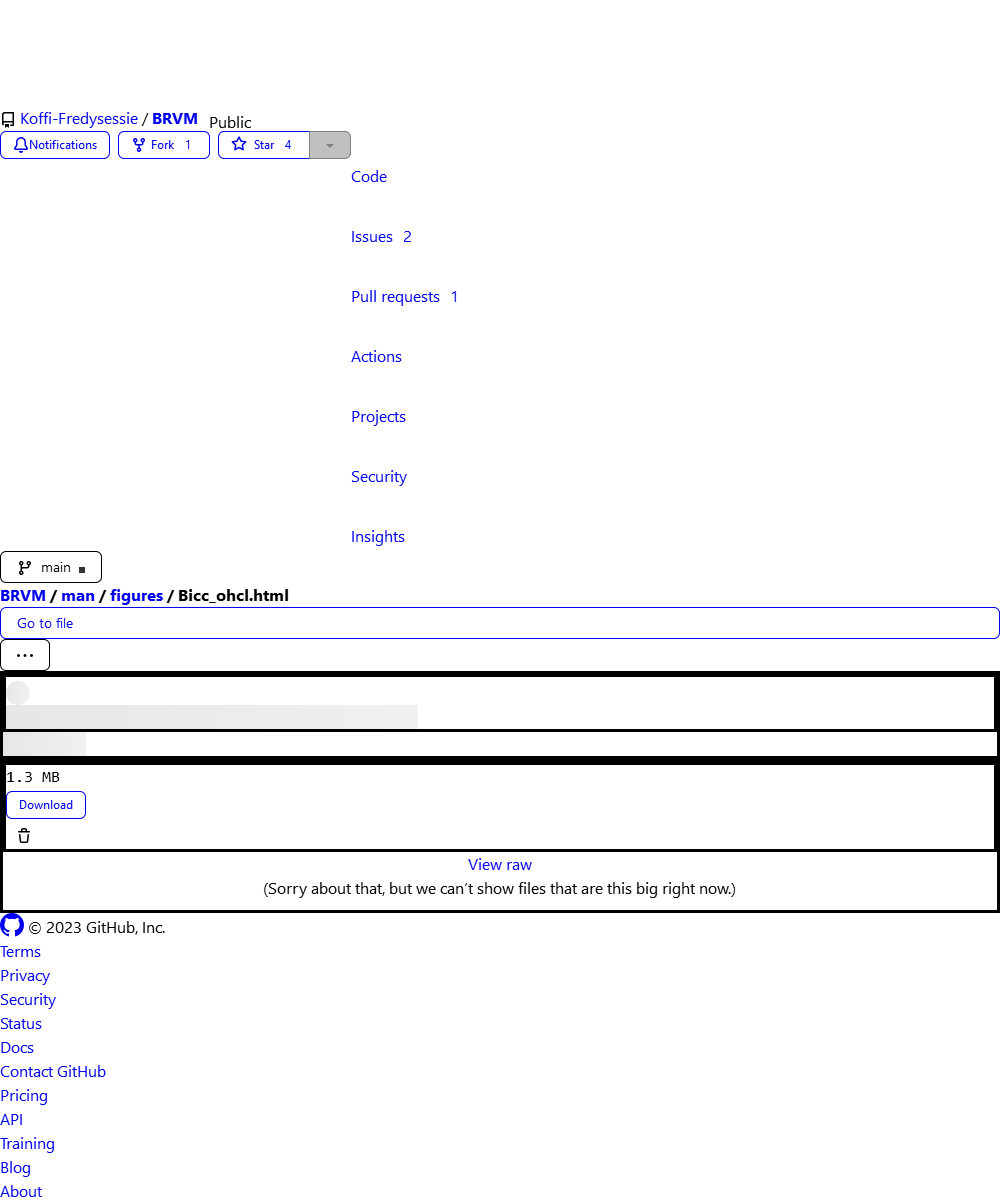 Koffi-Fredysessie / BRVM Public
Notifications Fork 1 Star 4
Code
Issues 2
Pull requests 1
Actions
Projects
Security
Insights
main
BRVM / man / figures / Bicc_ohcl.html
Go to file
1.3 MB
Download
View raw
(Sorry about that, but we can’t show files that are this big right now.)
© 2023 GitHub, Inc.
Terms
Privacy
Security
Status
Docs
Contact GitHub
Pricing
API
Training
Blog
About